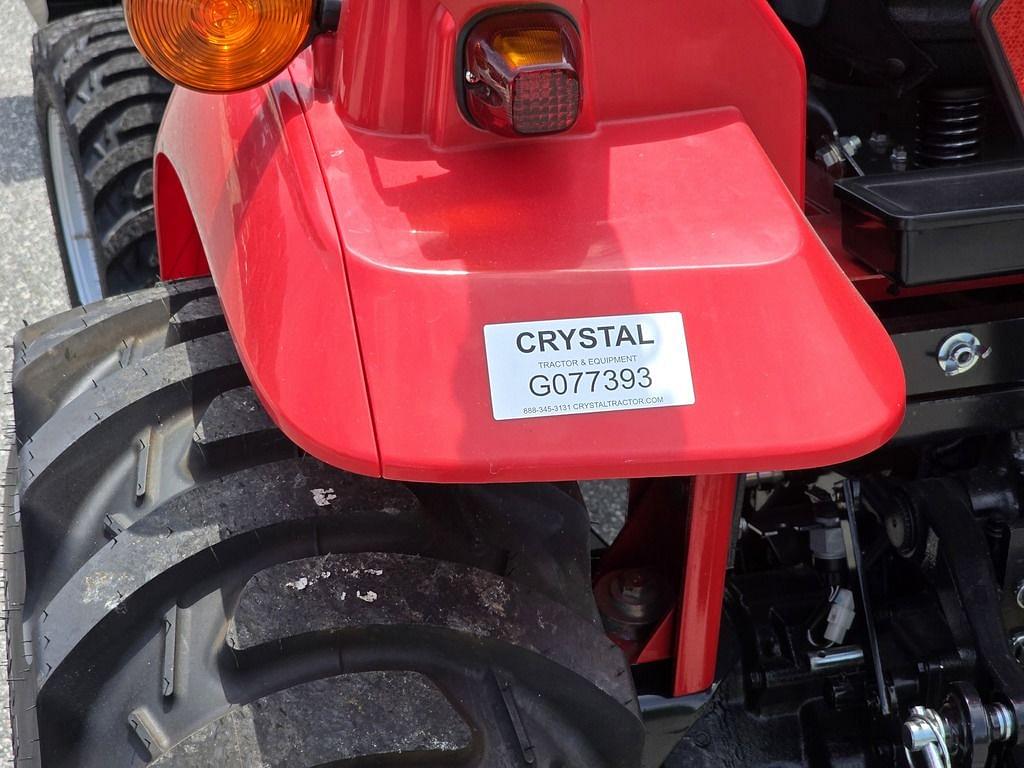 CRYSTAL
TRACTOR & EQUIPMENT
G077393
888-345-3131 CRYSTALTRACTOR.COM